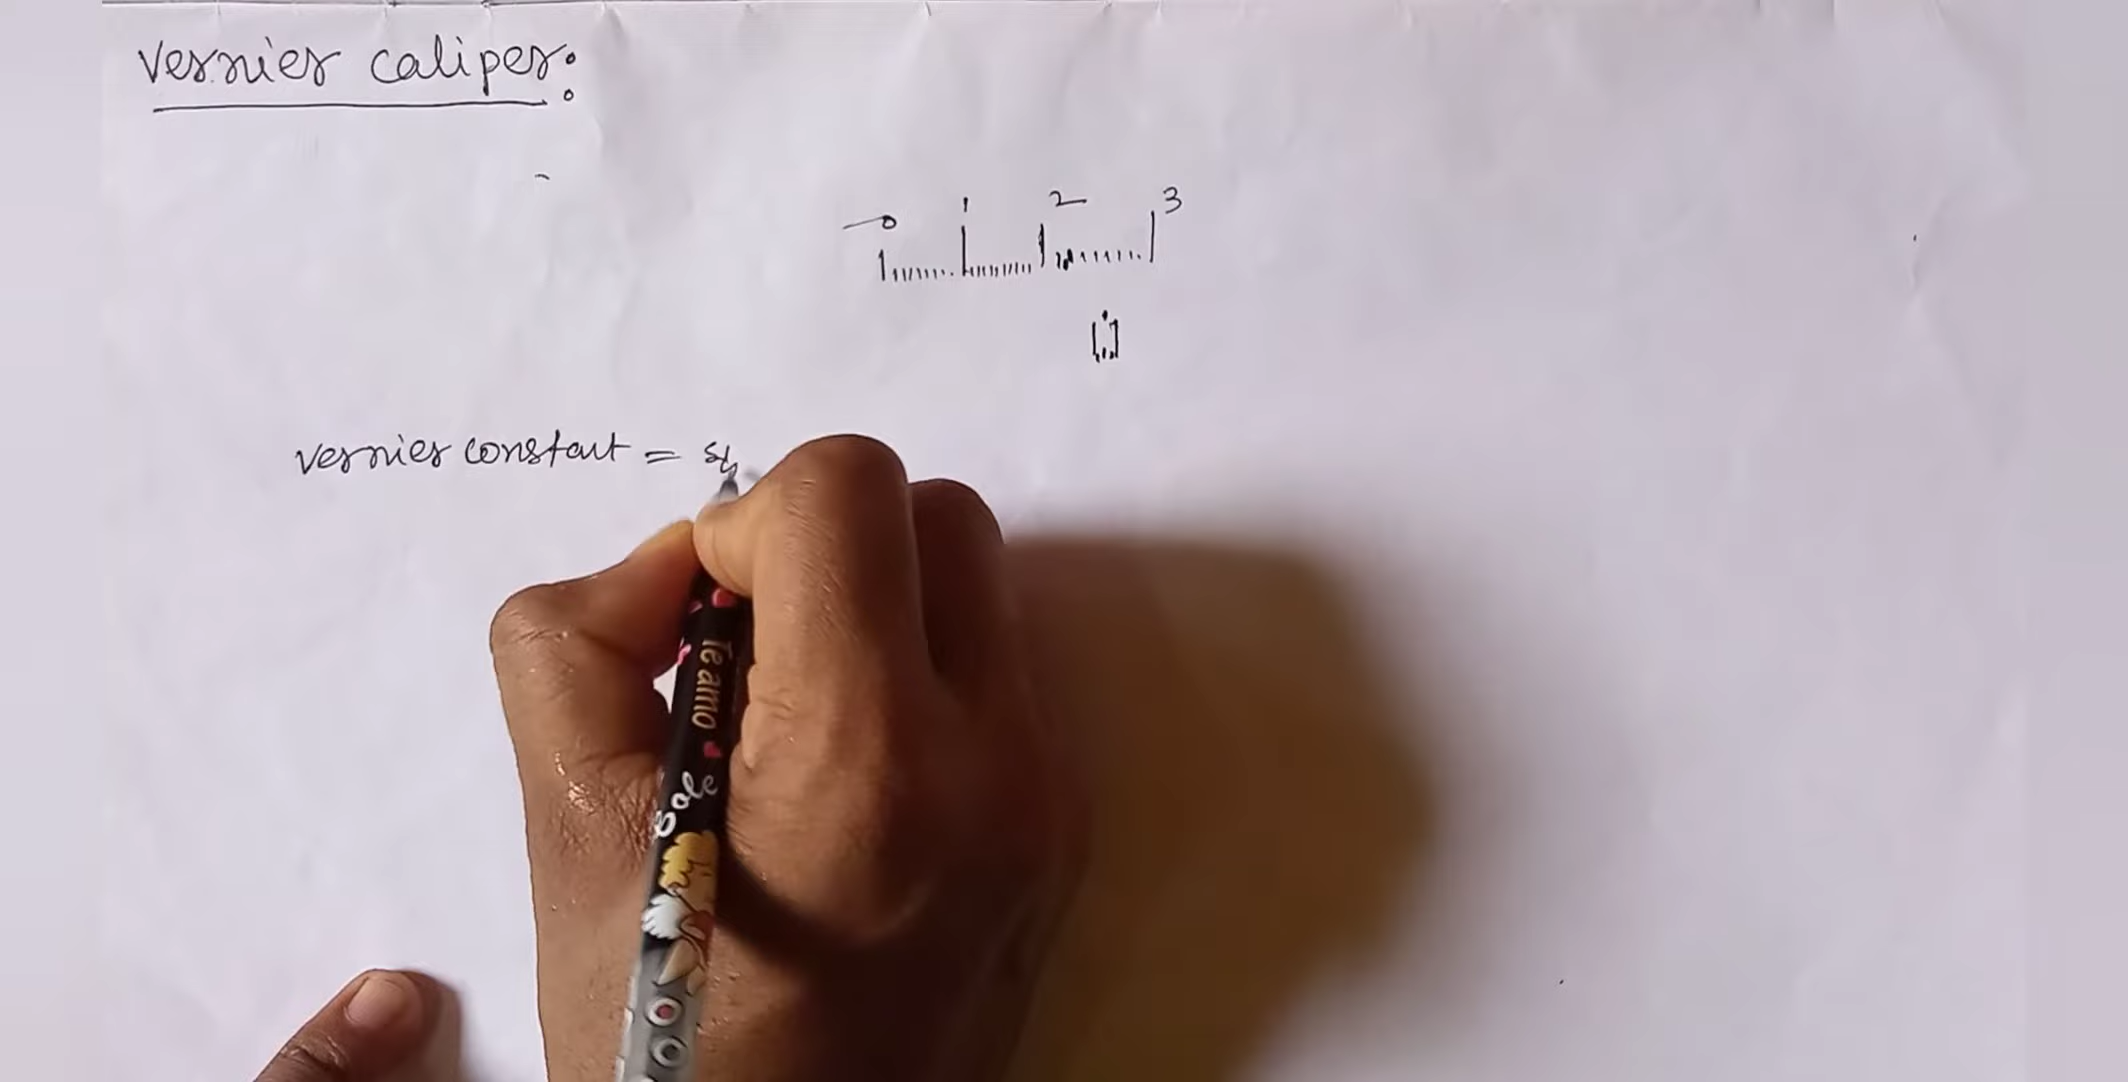 Vernier caliper:
0 1 2 3
vernier constant =
Te amo